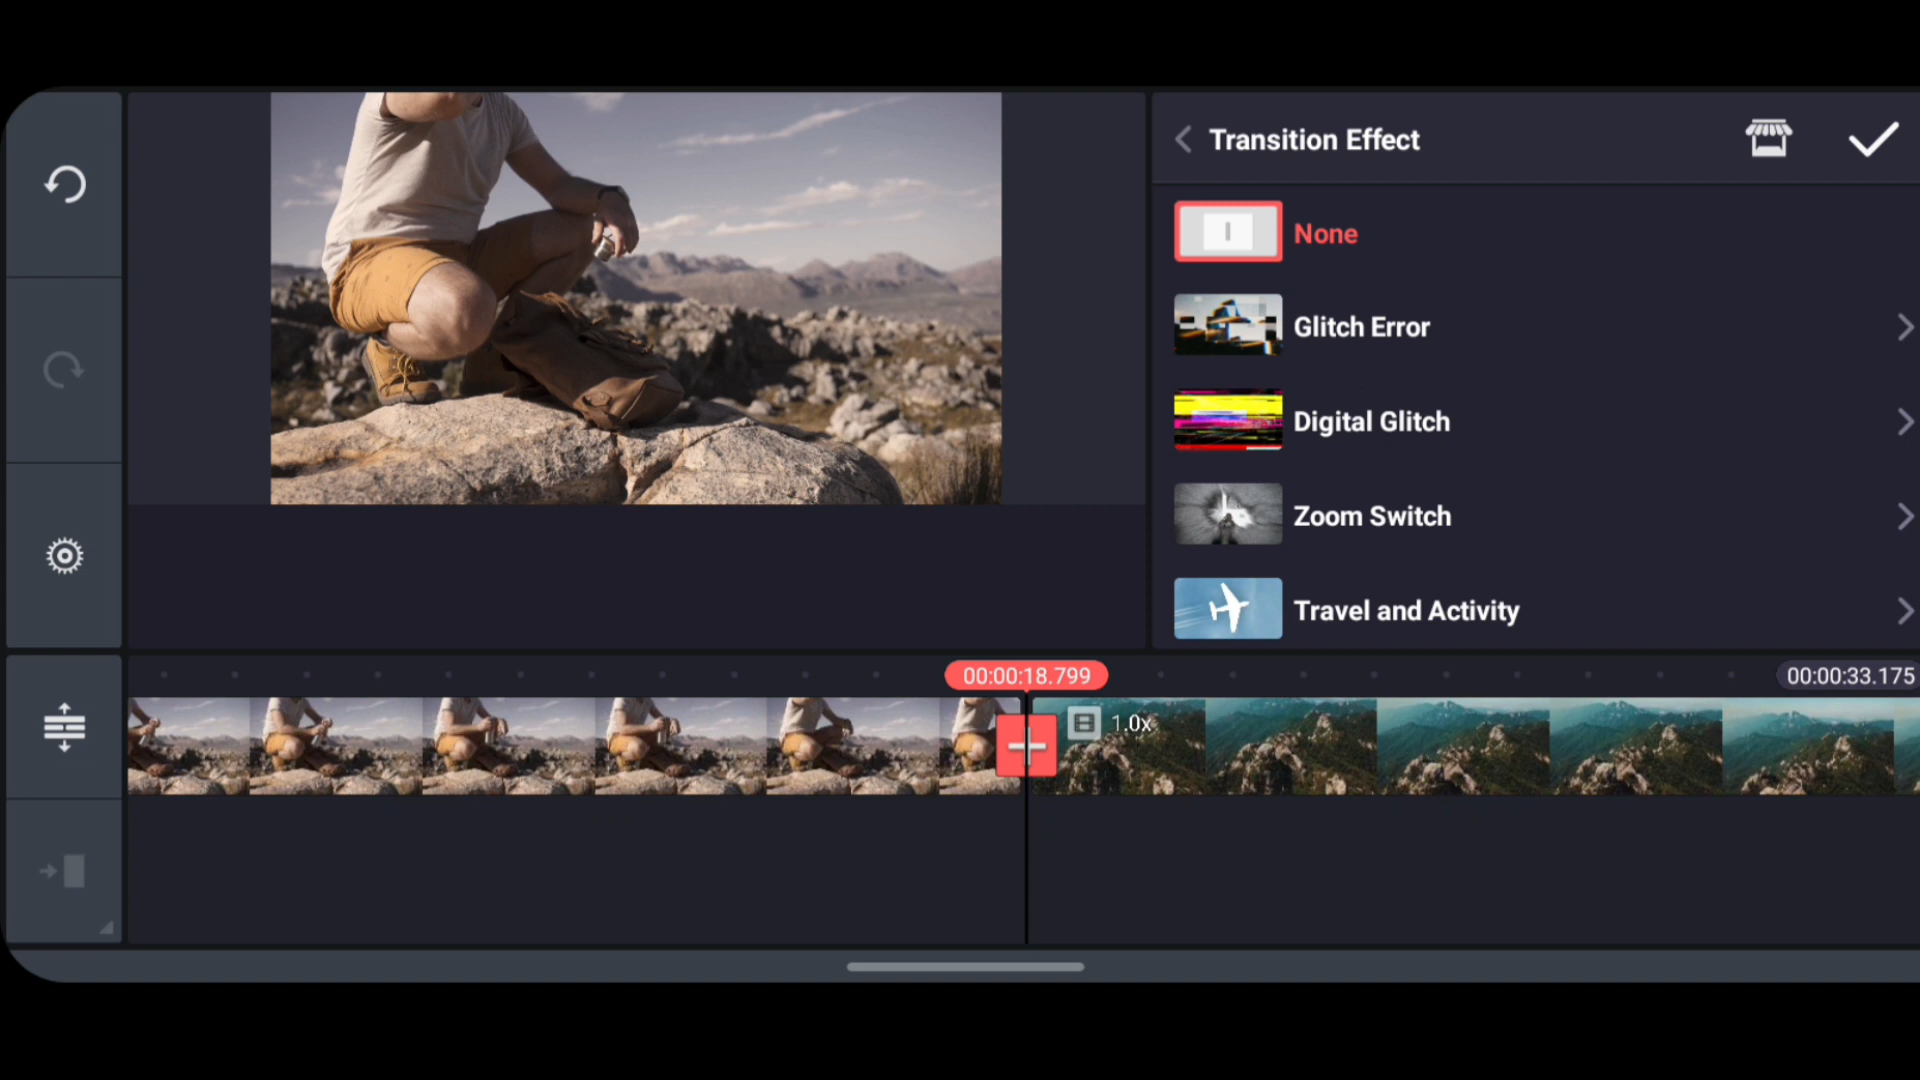 Transition Effect
None
Glitch Error
Digital Glitch
Zoom Switch
Travel and Activity
00:00:18.799
00:00:33.175
1.0x